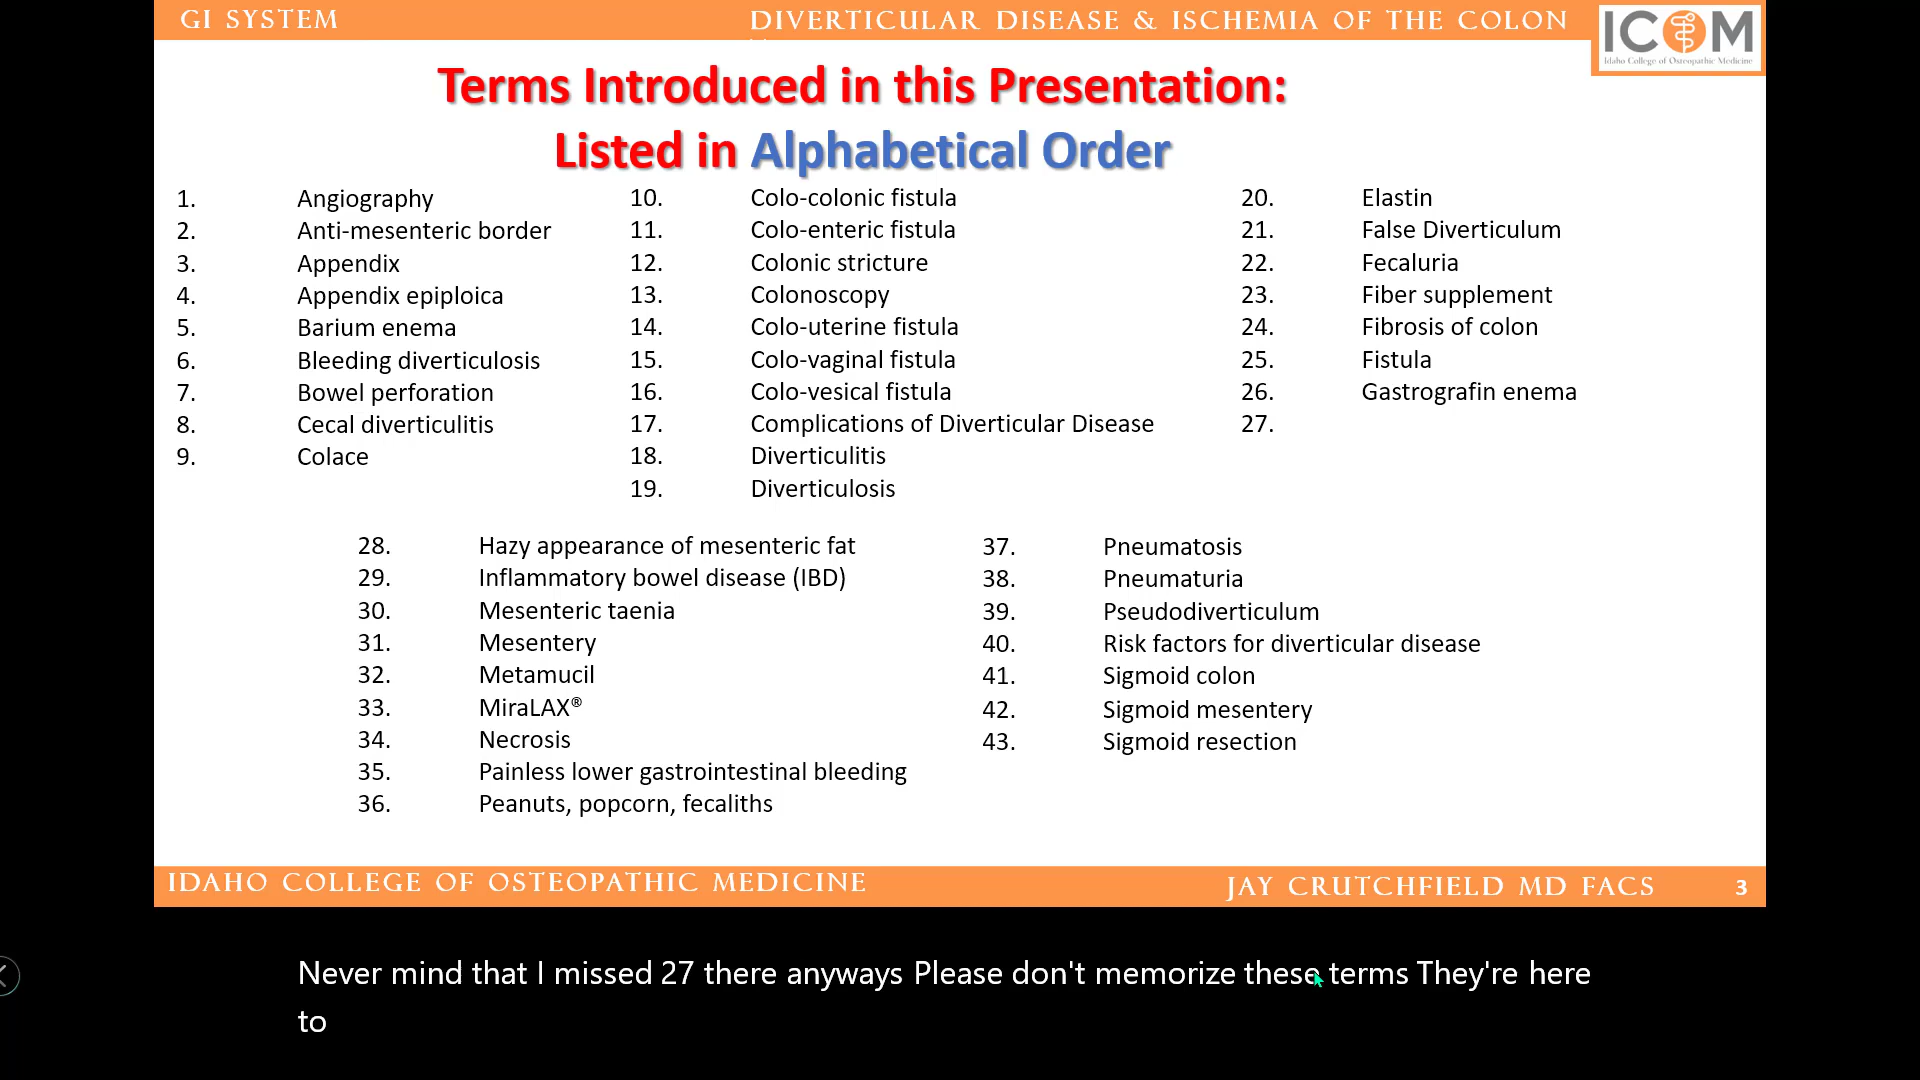 GI SYSTEM
DIVERTICULAR DISEASE & ISCHEMIA OF THE COLON
ICOM
Idaho College of Osteopathic Medicine
Terms Introduced in this Presentation:
Listed in Alphabetical Order
1. Angiography
2. Anti-mesenteric border
3. Appendix
4. Appendix epiploica
5. Barium enema
6. Bleeding diverticulosis
7. Bowel perforation
8. Cecal diverticulitis
9. Colace
10. Colo-colonic fistula
11. Colo-enteric fistula
12. Colonic stricture
13. Colonoscopy
14. Colo-uterine fistula
15. Colo-vaginal fistula
16. Colo-vesical fistula
17. Complications of Diverticular Disease
18. Diverticulitis
19. Diverticulosis
20. Elastin
21. False Diverticulum
22. Fecaluria
23. Fiber supplement
24. Fibrosis of colon
25. Fistula
26. Gastrografin enema
27.
28. Hazy appearance of mesenteric fat
29. Inflammatory bowel disease (IBD)
30. Mesenteric taenia
31. Mesentery
32. Metamucil
33. MiraLAX®
34. Necrosis
35. Painless lower gastrointestinal bleeding
36. Peanuts, popcorn, fecaliths
37. Pneumatosis
38. Pneumaturia
39. Pseudodiverticulum
40. Risk factors for diverticular disease
41. Sigmoid colon
42. Sigmoid mesentery
43. Sigmoid resection
IDAHO COLLEGE OF OSTEOPATHIC MEDICINE
JAY CRUTCHFIELD MD FACS
3
Never mind that I missed 27 there anyways Please don't memorize these terms They're here
to